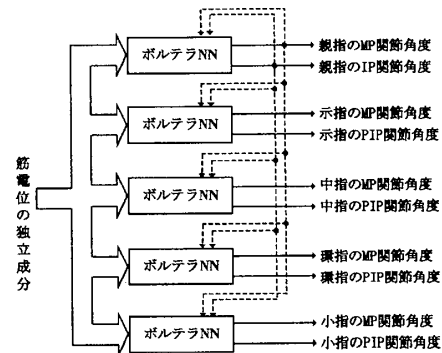 筋電位の独立成分
ボルテラNN
親指のMP関節角度
親指のIP関節角度
ボルテラNN
示指のMP関節角度
示指のPIP関節角度
ボルテラNN
中指のMP関節角度
中指のPIP関節角度
ボルテラNN
環指のMP関節角度
環指のPIP関節角度
ボルテラNN
小指のMP関節角度
小指のPIP関節角度